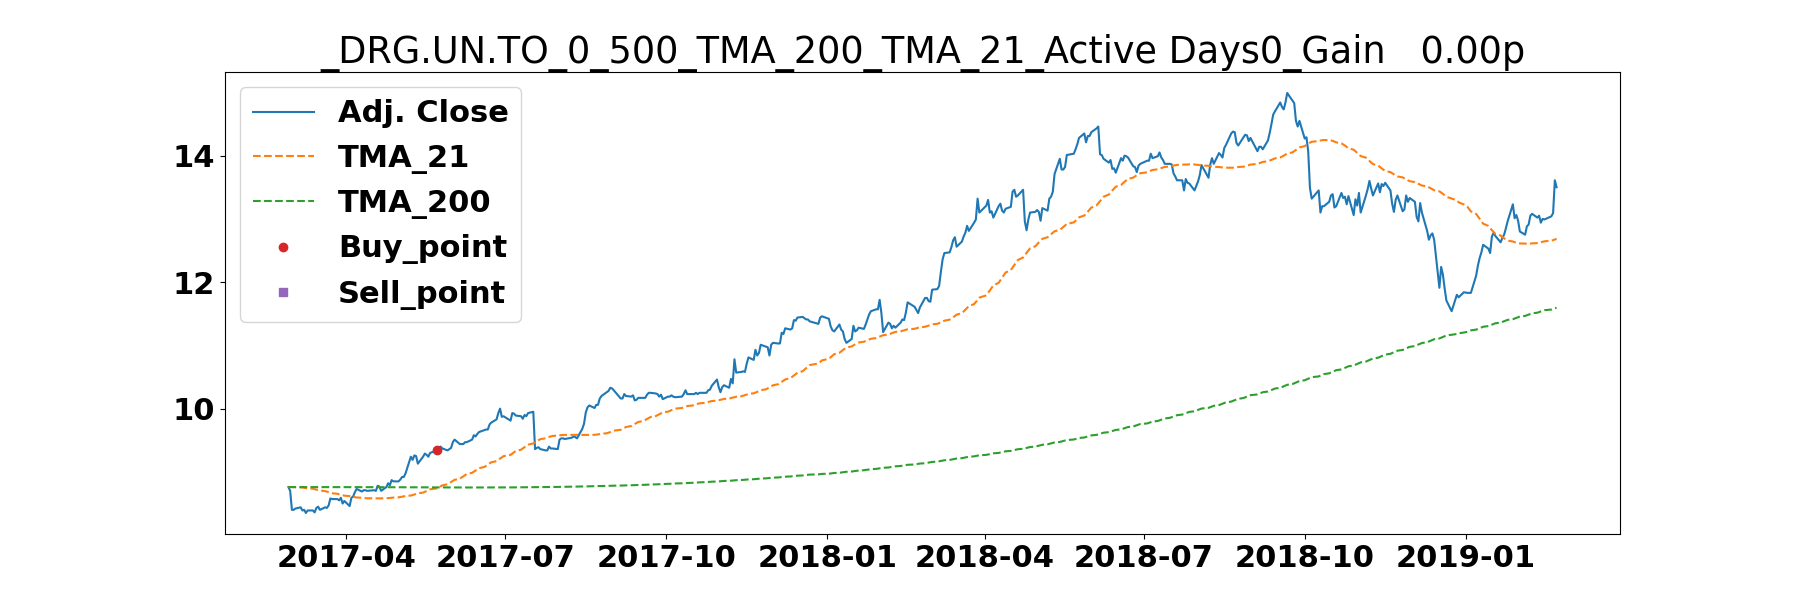 _DRG.UN.TO_0_500_TMA_200_TMA_21_Active Days0_Gain   0.00p
Adj. Close
TMA_21
TMA_200
Buy_point
Sell_point
14
12
10
2017-04 2017-07 2017-10 2018-01 2018-04 2018-07 2018-10 2019-01